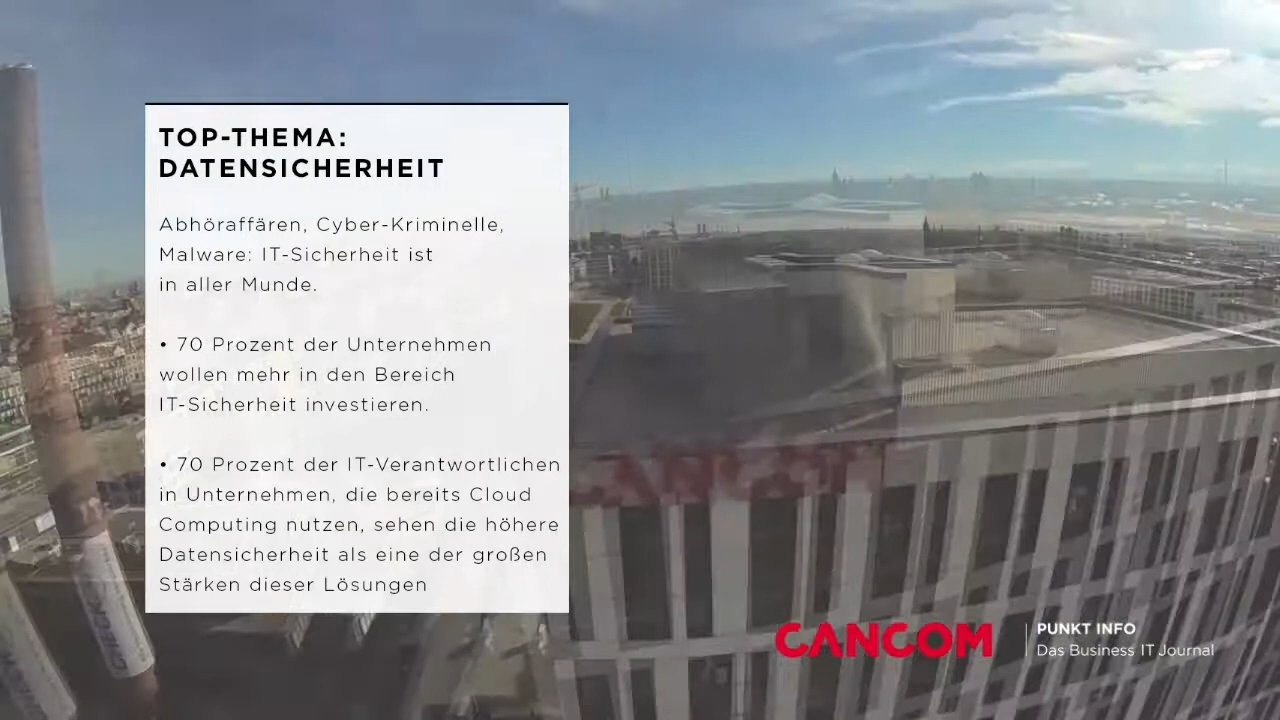 TOP-THEMA:
DATENSICHERHEIT
Abhöraffären, Cyber-Kriminelle,
Malware: IT-Sicherheit ist
in aller Munde.
• 70 Prozent der Unternehmen
wollen mehr in den Bereich
IT-Sicherheit investieren.
• 70 Prozent der IT-Verantwortlichen
in Unternehmen, die bereits Cloud
Computing nutzen, sehen die höhere
Datensicherheit als eine der großen
Stärken dieser Lösungen
CANCOM
CANCOM
PUNKT INFO
Das Business IT Journal